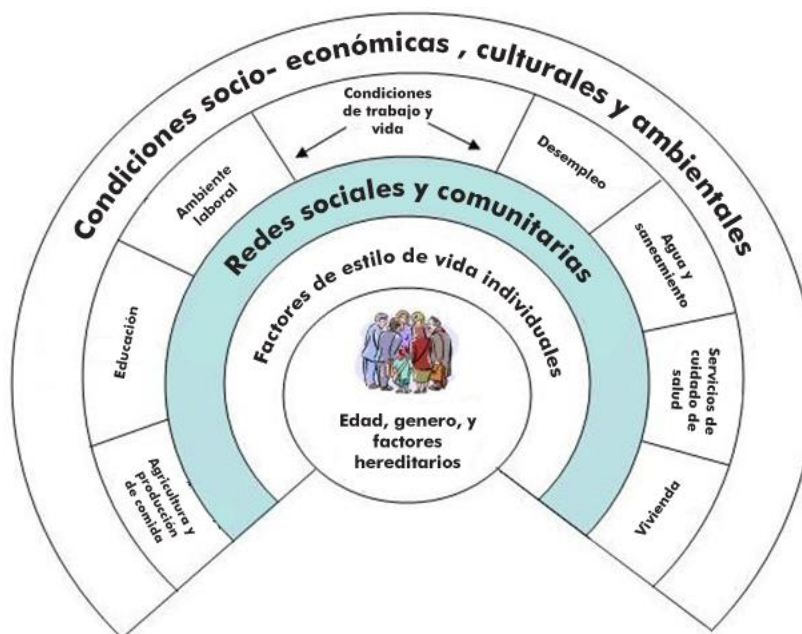 Condiciones socio- económicas , culturales y ambientales
Condiciones
de trabajo y
vida
Ambiente
laboral
Desempleo
Educación
Agua y
saneamiento
Agricultura y
producción
de comida
Servicios de
cuidado de
salud
Vivienda
Redes sociales y comunitarias
Factores de estilo de vida individuales
Edad, genero, y
factores
hereditarios